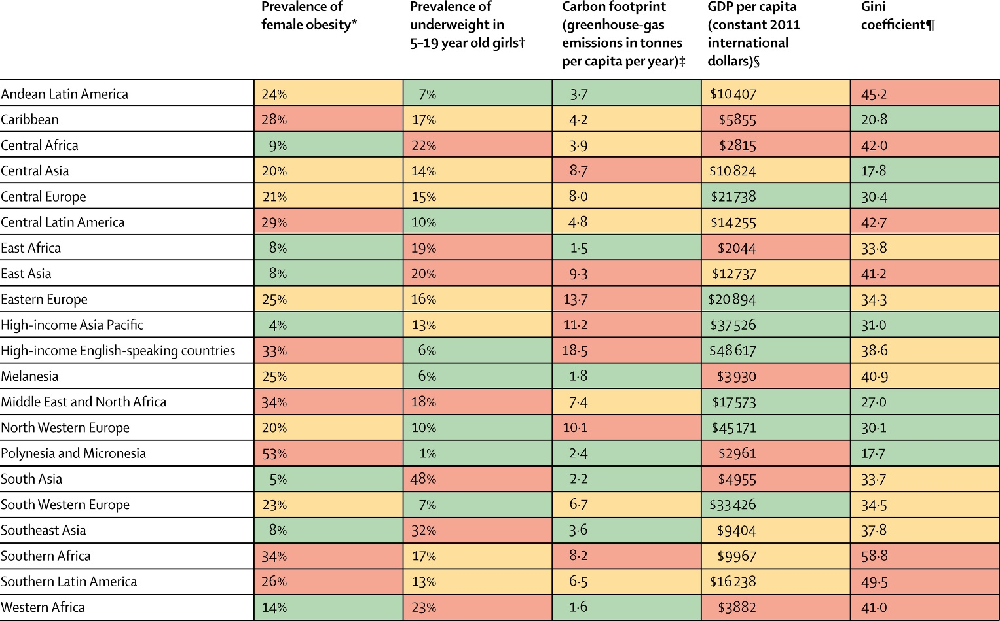 Prevalence of female obesity* Prevalence of underweight in 5–19 year old girls† Carbon footprint (greenhouse-gas emissions in tonnes per capita per year)‡ GDP per capita (constant 2011 international dollars)§ Gini coefficient¶
Andean Latin America 24% 7% 3·7 $10 407 45·2
Caribbean 28% 17% 4·2 $5855 20·8
Central Africa 9% 22% 3·9 $2815 42·0
Central Asia 20% 14% 8·7 $10 824 17·8
Central Europe 21% 15% 8·0 $21 738 30·4
Central Latin America 29% 10% 4·8 $14 255 42·7
East Africa 8% 19% 1·5 $2044 33·8
East Asia 8% 20% 9·3 $12 737 41·2
Eastern Europe 25% 16% 13·7 $20 894 34·3
High-income Asia Pacific 4% 13% 11·2 $37 526 31·0
High-income English-speaking countries 33% 6% 18·5 $48 617 38·6
Melanesia 25% 6% 1·8 $3 930 40·9
Middle East and North Africa 34% 18% 7·4 $17 573 27·0
North Western Europe 20% 10% 10·1 $45 171 30·1
Polynesia and Micronesia 53% 1% 2·4 $2961 17·7
South Asia 5% 48% 2·2 $4955 33·7
South Western Europe 23% 7% 6·7 $33 426 34·5
Southeast Asia 8% 32% 3·6 $9404 37·8
Southern Africa 34% 17% 8·2 $9967 58·8
Southern Latin America 26% 13% 6·5 $16 238 49·5
Western Africa 14% 23% 1·6 $3882 41·0